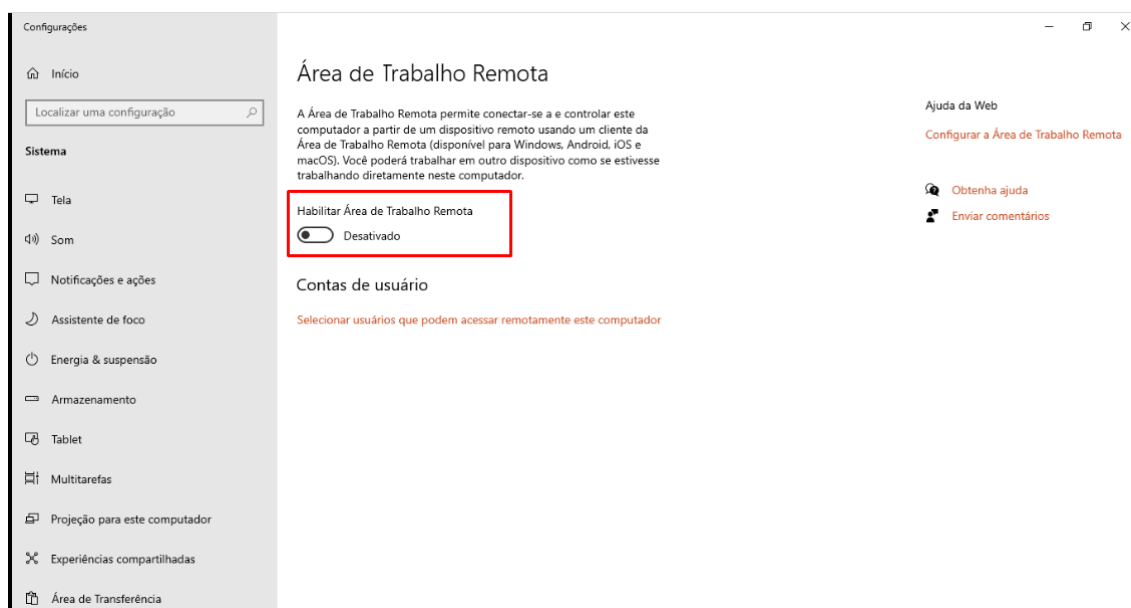 Configurações
Início
Localizar uma configuração
Sistema
Tela
Som
Notificações e ações
Assistente de foco
Energia & suspensão
Armazenamento
Tablet
Multitarefas
Projeção para este computador
Experiências compartilhadas
Área de Transferência
Área de Trabalho Remota
A Área de Trabalho Remota permite conectar-se a e controlar este
computador a partir de um dispositivo remoto usando um cliente da
Área de Trabalho Remota (disponível para Windows, Android, iOS e
macOS). Você poderá trabalhar em outro dispositivo como se estivesse
trabalhando diretamente neste computador.
Habilitar Área de Trabalho Remota
Desativado
Contas de usuário
Selecionar usuários que podem acessar remotamente este computador
Ajuda da Web
Configurar a Área de Trabalho Remota
Obtenha ajuda
Enviar comentários